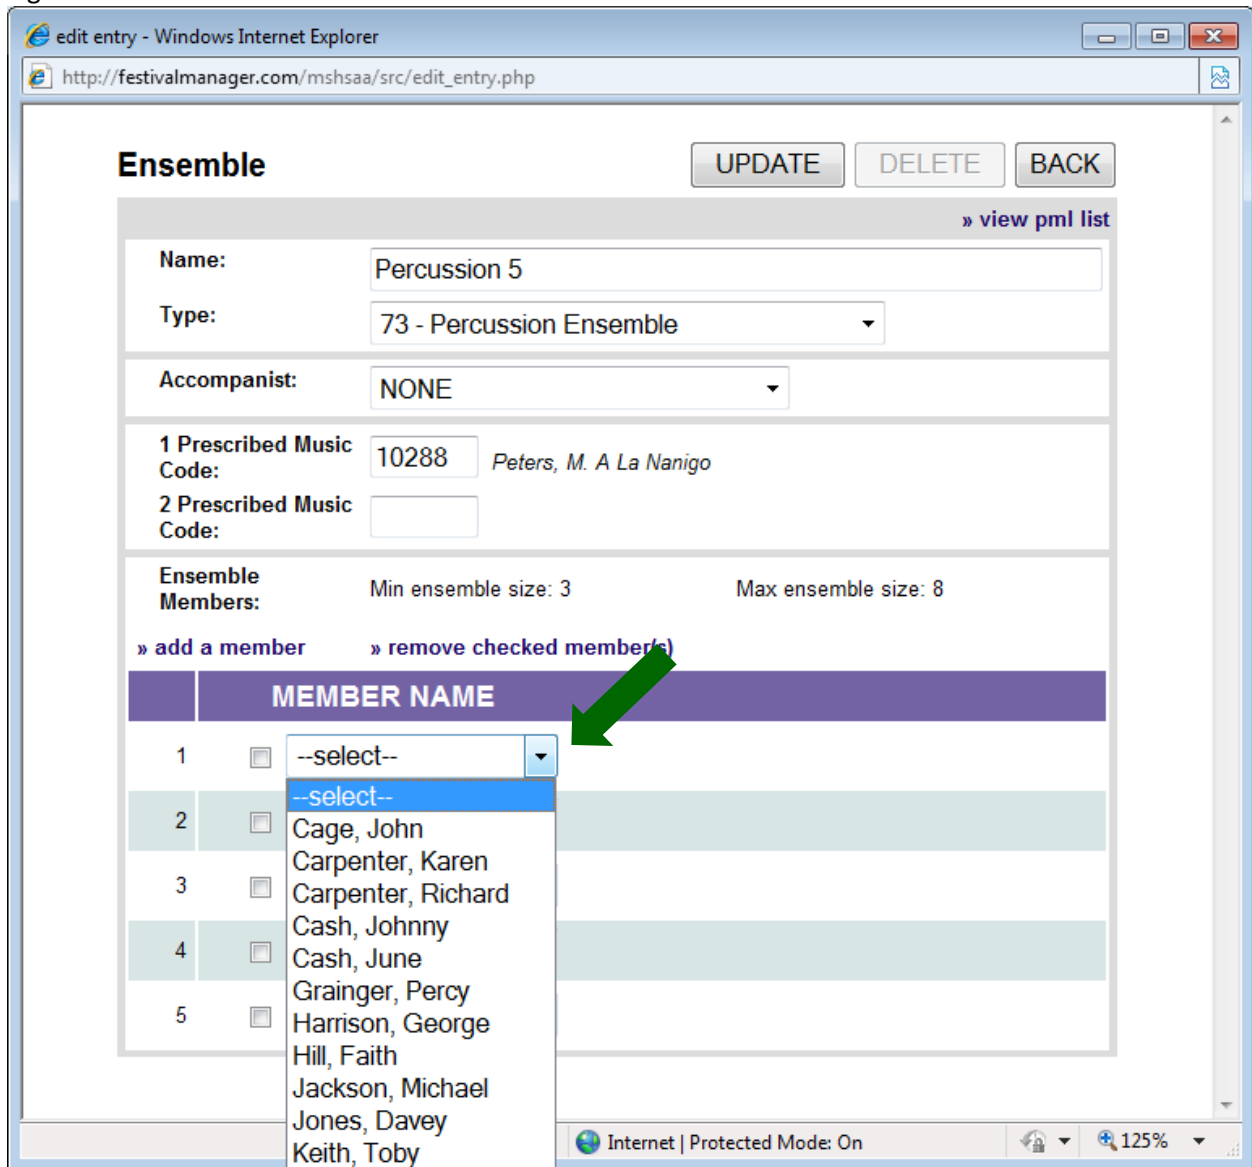 edit entry - Windows Internet Explorer
http://festivalmanager.com/mshsaa/src/edit_entry.php
Ensemble
UPDATE DELETE BACK
» view pml list
Name: Percussion 5
Type: 73 - Percussion Ensemble
Accompanist: NONE
1 Prescribed Music Code: 10288 Peters, M. A La Nanigo
2 Prescribed Music Code:
Ensemble Members: Min ensemble size: 3 Max ensemble size: 8
» add a member » remove checked member(s)
MEMBER NAME
1 --select--
--select--
2 Cage, John
Carpenter, Karen
3 Carpenter, Richard
Cash, Johnny
4 Cash, June
Grainger, Percy
5 Harrison, George
Hill, Faith
Jackson, Michael
Jones, Davey
Keith, Toby
Internet | Protected Mode: On 125%